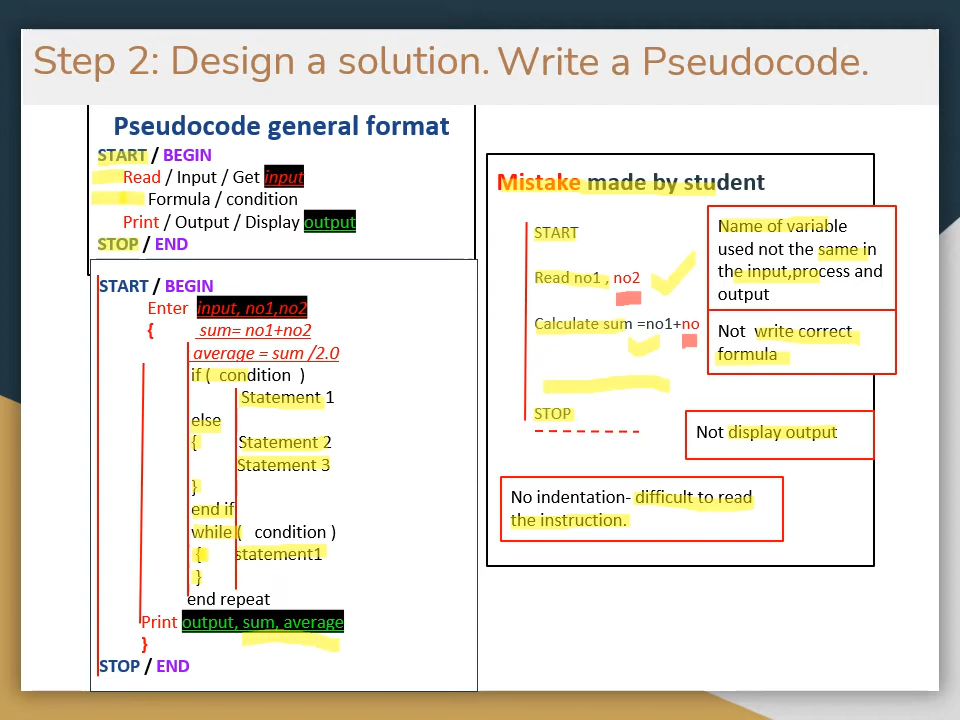 Step 2: Design a solution. Write a Pseudocode.
Pseudocode general format
START / BEGIN
Read / Input / Get input
Formula / condition
Print / Output / Display output
STOP / END
START / BEGIN
Enter input, no1,no2
{ sum= no1+no2
average = sum /2.0
if ( condition )
Statement 1
else
{ Statement 2
Statement 3
}
end if
while ( condition )
{ statement1
}
end repeat
Print output, sum, average
}
STOP / END
Mistake made by student
START
Read no1 , no2
Calculate sum =no1+no
STOP
Name of variable
used not the same in
the input,process and
output
Not write correct
formula
Not display output
No indentation- difficult to read
the instruction.